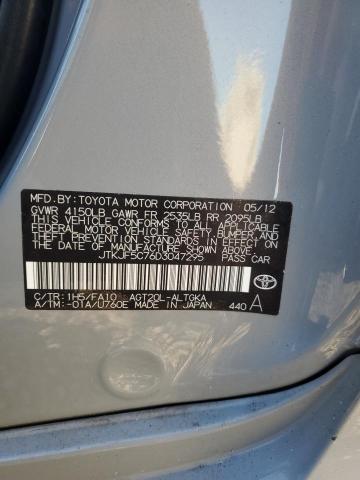 MFD.BY:TOYOTA MOTOR CORPORATION 05/12
GVWR 4150LB GAWR FR 2535LB RR 2095LB
THIS VEHICLE CONFORMS TO ALL APPLICABLE
FEDERAL MOTOR VEHICLE SAFETY,BUMPER,AND
THEFT PREVENTION STANDARDS IN EFFECT ON
THE DATE OF MANUFACTURE SHOWN ABOVE.
JTKJF5C76D3047295 PASS.CAR
C/TR:1H5/FA10 AGT20L-ALTGKA
A/TM:-01A/U760E MADE IN JAPAN 440 A